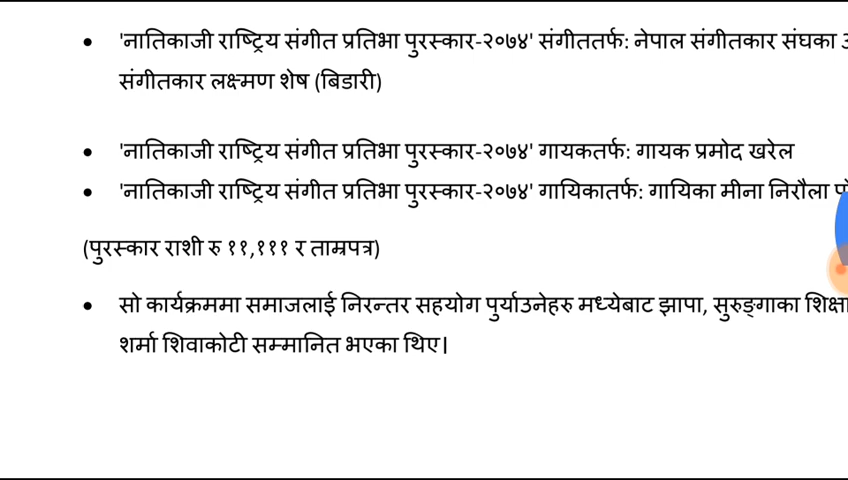 • 'नातिकाजी राष्ट्रिय संगीत प्रतिभा पुरस्कार-२०७४' संगीततर्फ: नेपाल संगीतकार संघका
संगीतकार लक्ष्मण शेष (बिडारी)
• 'नातिकाजी राष्ट्रिय संगीत प्रतिभा पुरस्कार-२०७४' गायकतर्फ: गायक प्रमोद खरेल
• 'नातिकाजी राष्ट्रिय संगीत प्रतिभा पुरस्कार-२०७४' गायिकातर्फ: गायिका मीना निरौला
(पुरस्कार राशी रु ११,१११ र ताम्रपत्र)
• सो कार्यक्रममा समाजलाई निरन्तर सहयोग पुर्याउनेहरु मध्येबाट झापा, सुरुङ्गाका
शर्मा शिवाकोटी सम्मानित भएका थिए।